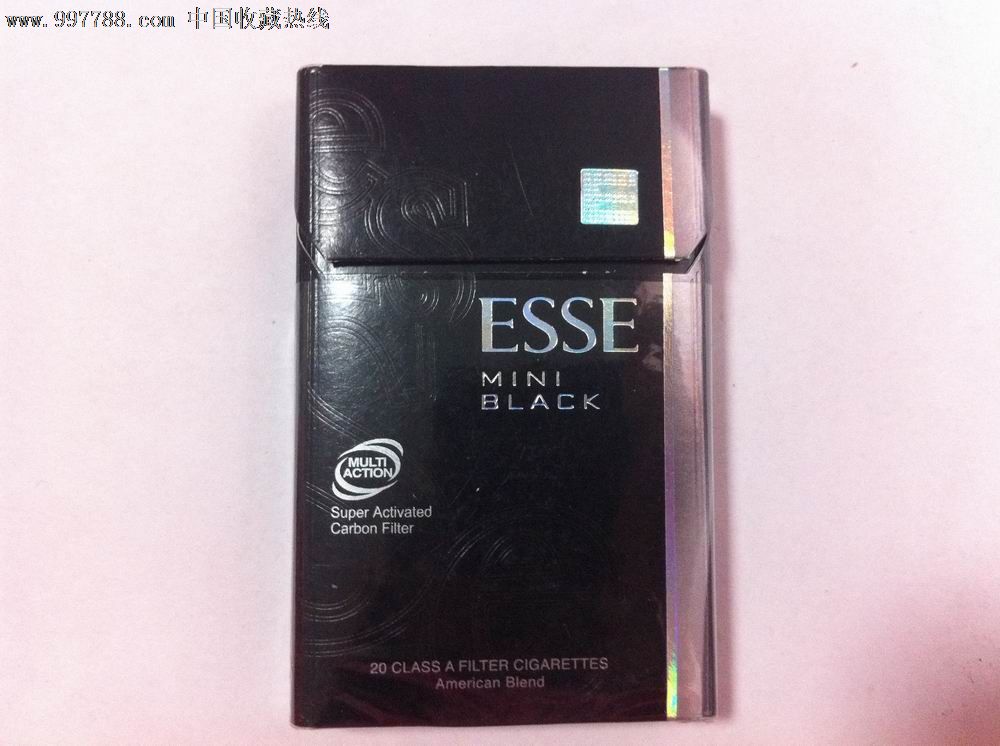 www.997788.com 中国收藏热线
ESSE
MINI
BLACK
MULTI
ACTION
Super Activated
Carbon Filter
20 CLASS A FILTER CIGARETTES
American Blend